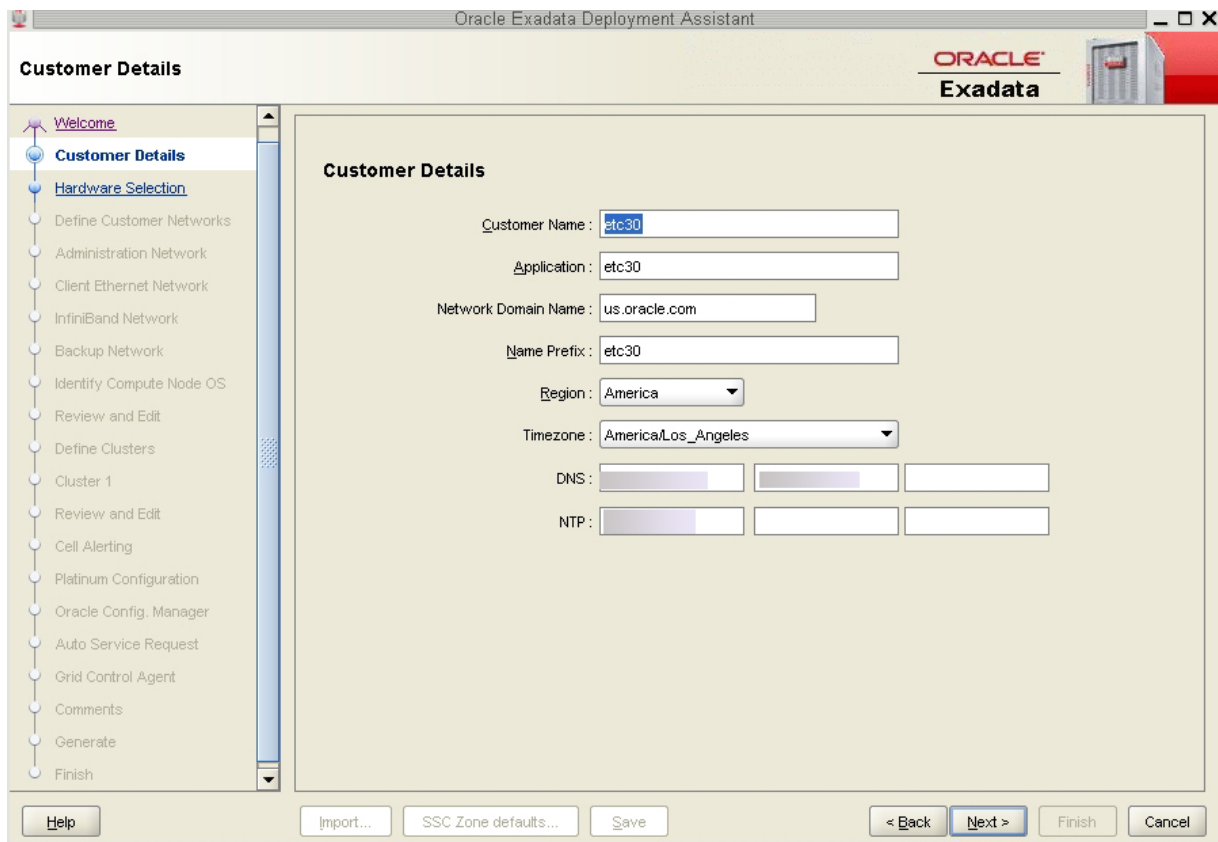 Oracle Exadata Deployment Assistant
Customer Details
ORACLE
Exadata
Welcome
Customer Details
Hardware Selection
Define Customer Networks
Administration Network
Client Ethernet Network
InfiniBand Network
Backup Network
Identify Compute Node OS
Review and Edit
Define Clusters
Cluster 1
Review and Edit
Cell Alerting
Platinum Configuration
Oracle Config. Manager
Auto Service Request
Grid Control Agent
Comments
Generate
Finish
Customer Details
Customer Name : etc30
Application : etc30
Network Domain Name : us.oracle.com
Name Prefix : etc30
Region : America
Timezone : America/Los_Angeles
DNS :
NTP :
Help
Import...
SSC Zone defaults...
Save
< Back
Next >
Finish
Cancel